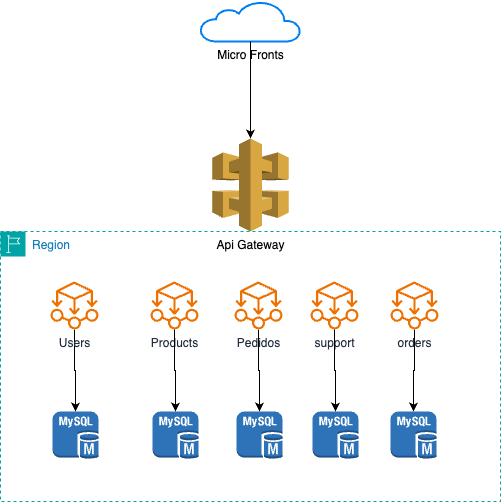 Micro Fronts
Region
Api Gateway
Users
Products
Pedidos
support
orders
MySQL
M
MySQL
M
MySQL
M
MySQL
M
MySQL
M